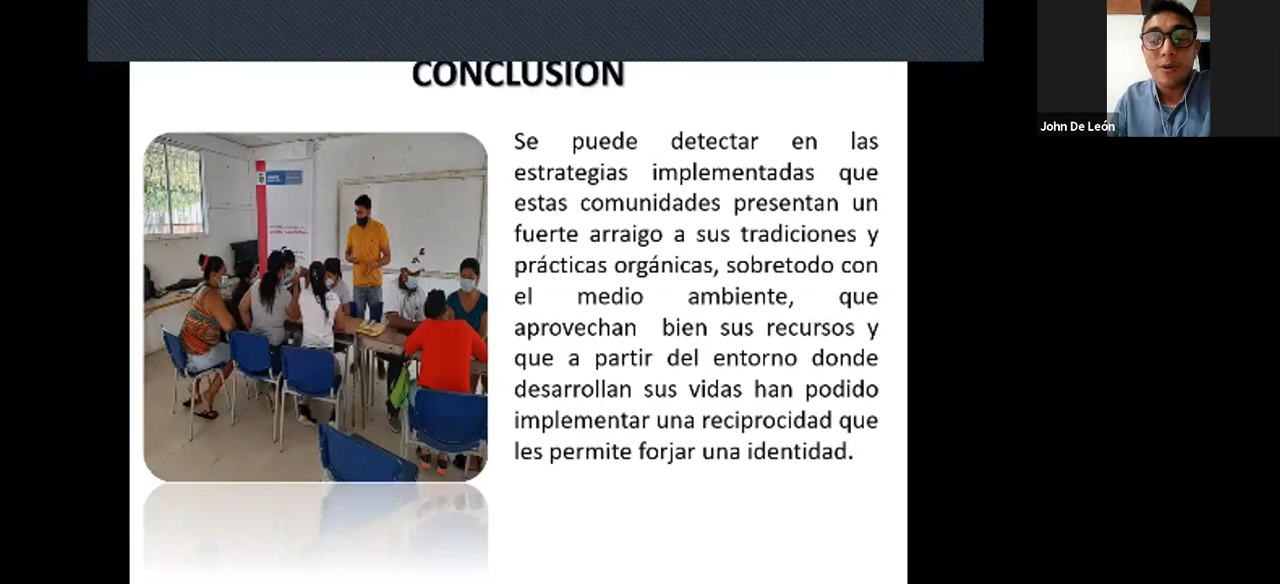 CONCLUSION
Se puede detectar en las
estrategias implementadas que
estas comunidades presentan un
fuerte arraigo a sus tradiciones y
prácticas orgánicas, sobretodo con
el medio ambiente, que
aprovechan bien sus recursos y
que a partir del entorno donde
desarrollan sus vidas han podido
implementar una reciprocidad que
les permite forjar una identidad.
John De León